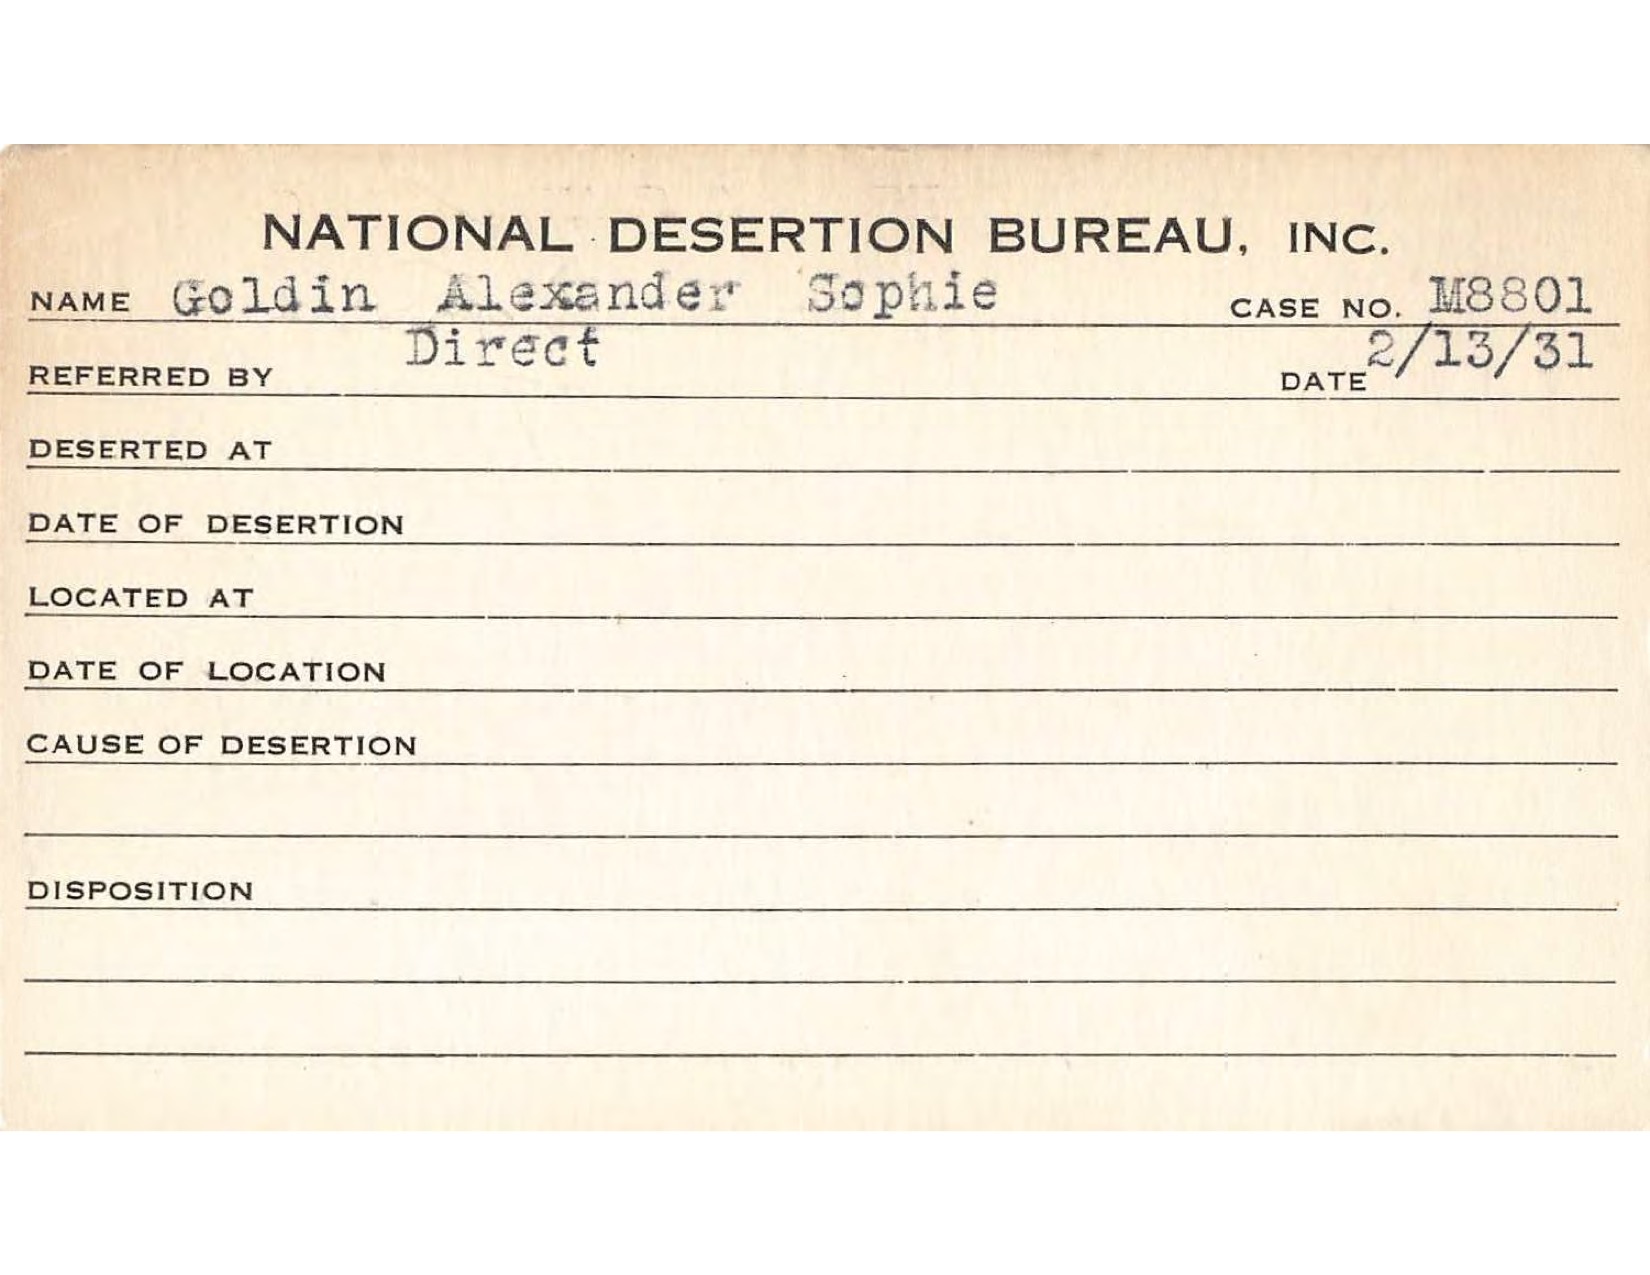 NATIONAL DESERTION BUREAU, INC.
NAME Goldin Alexander Sophie CASE NO. M8801
REFERRED BY Direct DATE 2/13/31
DESERTED AT
DATE OF DESERTION
LOCATED AT
DATE OF LOCATION
CAUSE OF DESERTION
DISPOSITION